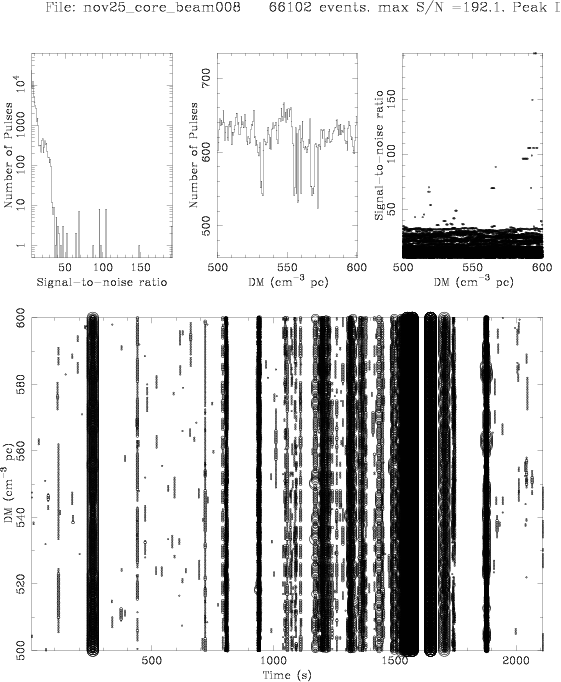 File: nov25_core_beam008 66102 events. max S/N =192.1. Peak
Number of Pulses
10⁴
1000
100
10
1
50 100 150
Signal−to−noise ratio
Number of Pulses
700
600
500
500 550 600
DM (cm⁻³ pc)
Signal−to−noise ratio
150
100
50
500 550 600
DM (cm⁻³ pc)
DM (cm⁻³ pc)
600
580
560
540
520
500
500 1000 1500 2000
Time (s)